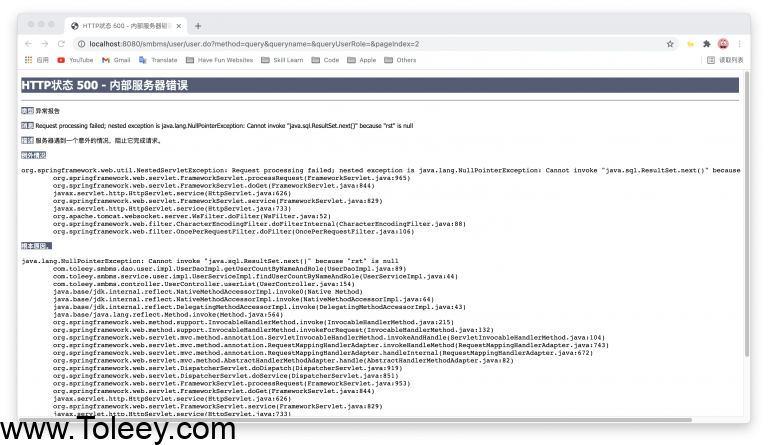 HTTP状态 500 - 内部服务器错误
localhost:8080/smbms/user/user.do?method=query&queryname=&queryUserRole=&pageIndex=2
应用 YouTube Gmail Translate Have Fun Websites Skill Learn Code Apple Others 阅读列表
HTTP状态 500 - 内部服务器错误
类型 异常报告
消息 Request processing failed; nested exception is java.lang.NullPointerException: Cannot invoke "java.sql.ResultSet.next()" because "rst" is null
描述 服务器遇到一个意外的情况，阻止它完成请求。
例外情况
org.springframework.web.util.NestedServletException: Request processing failed; nested exception is java.lang.NullPointerException: Cannot invoke "java.sql.ResultSet.next()" because
org.springframework.web.servlet.FrameworkServlet.processRequest(FrameworkServlet.java:965)
org.springframework.web.servlet.FrameworkServlet.doGet(FrameworkServlet.java:844)
javax.servlet.http.HttpServlet.service(HttpServlet.java:626)
org.springframework.web.servlet.FrameworkServlet.service(FrameworkServlet.java:829)
javax.servlet.http.HttpServlet.service(HttpServlet.java:733)
org.apache.tomcat.websocket.server.WsFilter.doFilter(WsFilter.java:52)
org.springframework.web.filter.CharacterEncodingFilter.doFilterInternal(CharacterEncodingFilter.java:88)
org.springframework.web.filter.OncePerRequestFilter.doFilter(OncePerRequestFilter.java:106)
根本原因。
java.lang.NullPointerException: Cannot invoke "java.sql.ResultSet.next()" because "rst" is null
com.toleey.smbms.dao.user.impl.UserDaoImpl.getUserCountByNameAndRole(UserDaoImpl.java:89)
com.toleey.smbms.service.user.impl.UserServiceImpl.findUserCountByNameAndRole(UserServiceImpl.java:44)
com.toleey.smbms.controller.UserController.userList(UserController.java:154)
java.base/jdk.internal.reflect.NativeMethodAccessorImpl.invoke0(Native Method)
java.base/jdk.internal.reflect.NativeMethodAccessorImpl.invoke(NativeMethodAccessorImpl.java:64)
java.base/jdk.internal.reflect.DelegatingMethodAccessorImpl.invoke(DelegatingMethodAccessorImpl.java:43)
java.base/java.lang.reflect.Method.invoke(Method.java:564)
org.springframework.web.method.support.InvocableHandlerMethod.invoke(InvocableHandlerMethod.java:215)
org.springframework.web.method.support.InvocableHandlerMethod.invokeForRequest(InvocableHandlerMethod.java:132)
org.springframework.web.servlet.mvc.method.annotation.ServletInvocableHandlerMethod.invokeAndHandle(ServletInvocableHandlerMethod.java:104)
org.springframework.web.servlet.mvc.method.annotation.RequestMappingHandlerAdapter.invokeHandleMethod(RequestMappingHandlerAdapter.java:743)
org.springframework.web.servlet.mvc.method.annotation.RequestMappingHandlerAdapter.handleInternal(RequestMappingHandlerAdapter.java:672)
org.springframework.web.servlet.mvc.method.AbstractHandlerMethodAdapter.handle(AbstractHandlerMethodAdapter.java:82)
org.springframework.web.servlet.DispatcherServlet.doDispatch(DispatcherServlet.java:919)
org.springframework.web.servlet.DispatcherServlet.doService(DispatcherServlet.java:851)
org.springframework.web.servlet.FrameworkServlet.processRequest(FrameworkServlet.java:953)
org.springframework.web.servlet.FrameworkServlet.doGet(FrameworkServlet.java:844)
javax.servlet.http.HttpServlet.service(HttpServlet.java:626)
org.springframework.web.servlet.FrameworkServlet.service(FrameworkServlet.java:829)
javax.servlet.http.HttpServlet.service(HttpServlet.java:733)
www.Toleey.com